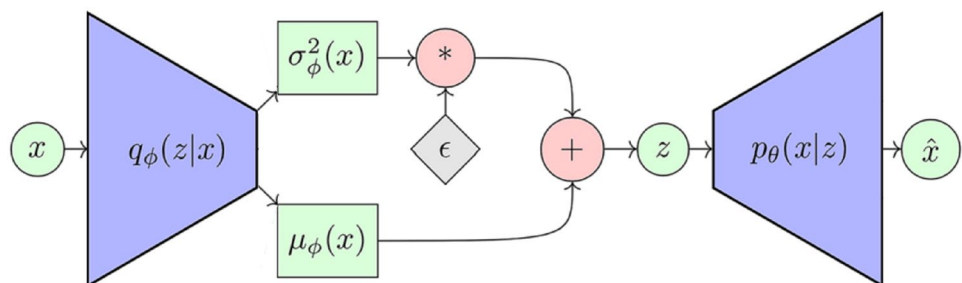 x
q_ϕ(z|x)
σ²_ϕ(x)
*
ϵ
μ_ϕ(x)
+
z
p_θ(x|z)
x̂